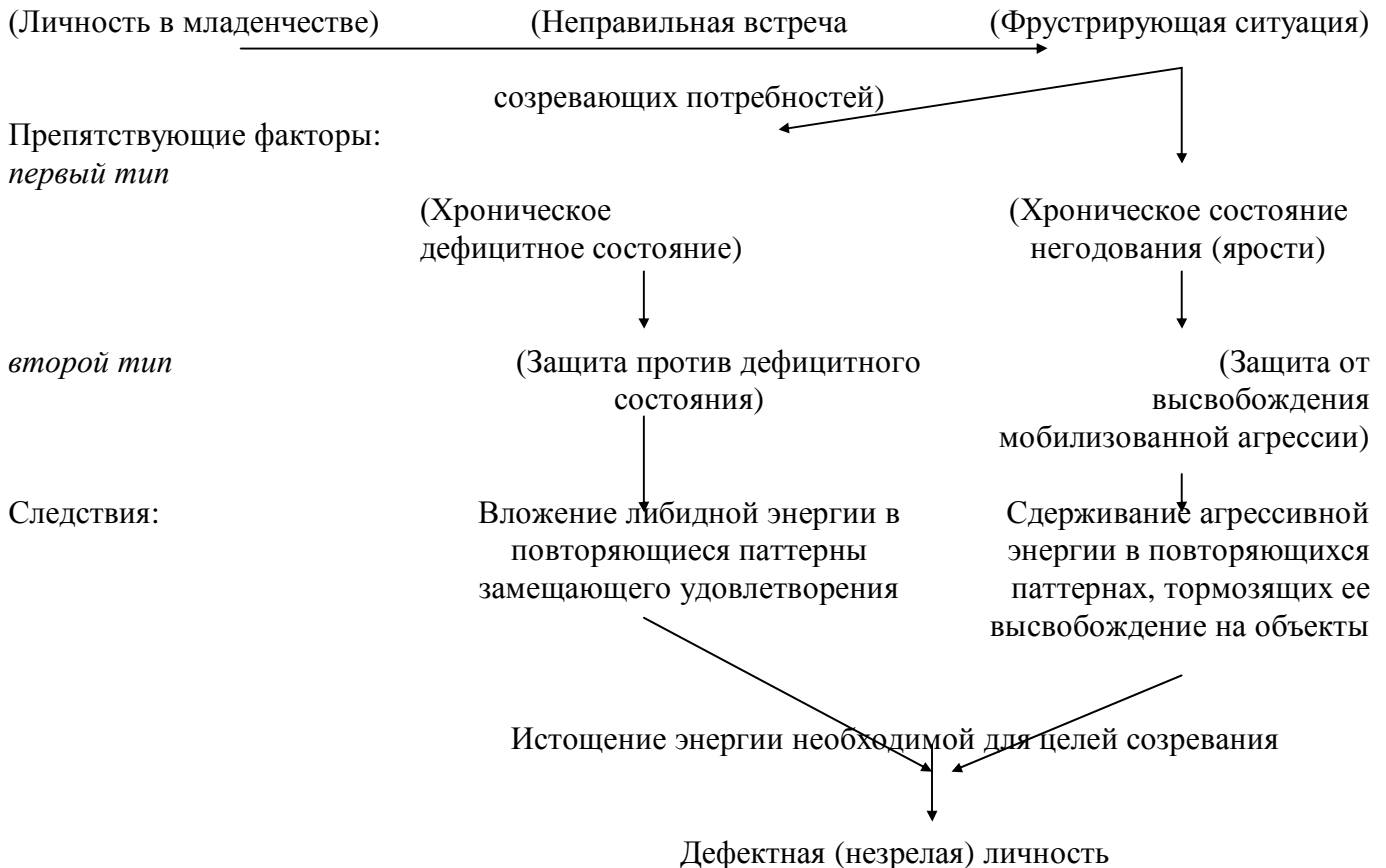 (Личность в младенчестве) (Неправильная встреча (Фрустрирующая ситуация)
созревающих потребностей)
Препятствующие факторы:
первый тип
(Хроническое (Хроническое состояние
дефицитное состояние) негодования (ярости)
второй тип (Защита против дефицитного (Защита от
состояния) высвобождения
мобилизованной агрессии)
Следствия: Вложение либидной энергии в Сдерживание агрессивной
повторяющиеся паттерны энергии в повторяющихся
замещающего удовлетворения паттернах, тормозящих ее
высвобождение на объекты
Истощение энергии необходимой для целей созревания
Дефектная (незрелая) личность